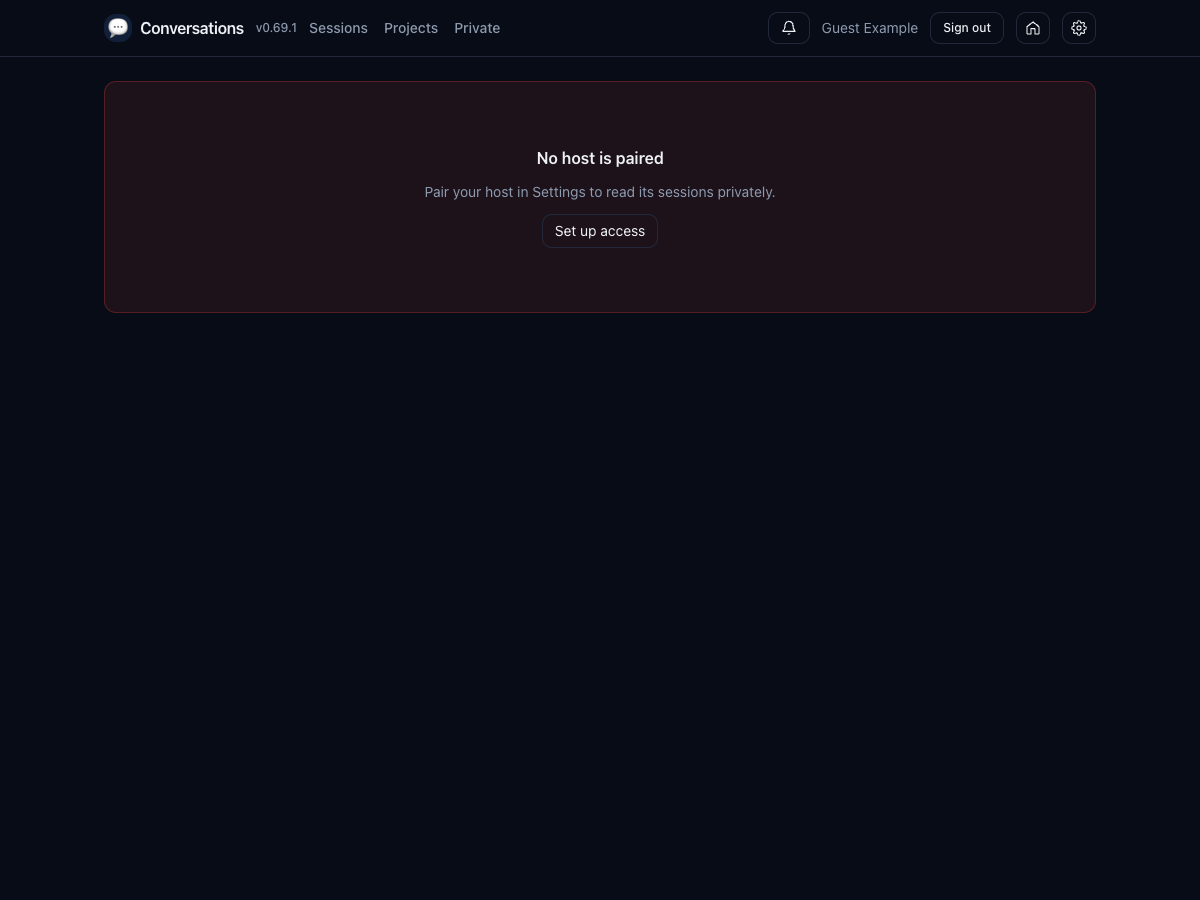 Conversations v0.69.1 Sessions Projects Private Guest Example Sign out
No host is paired
Pair your host in Settings to read its sessions privately.
Set up access